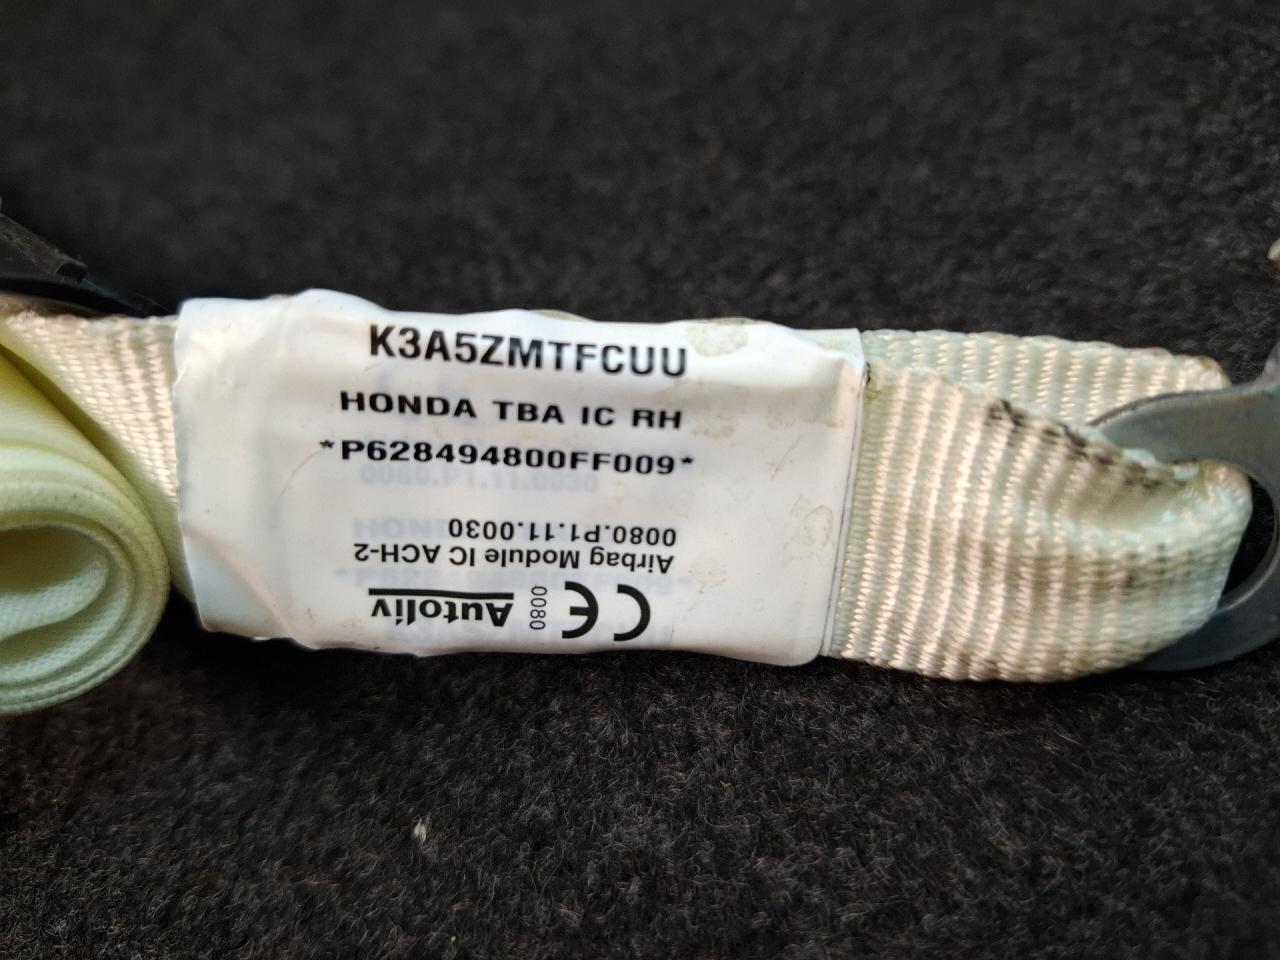 K3A5ZMTFCUU
HONDA TBA IC RH
*P628494800FF009*
0080.P1.11.0030
Airbag Module IC ACH-2
CE 0080 Autoliv